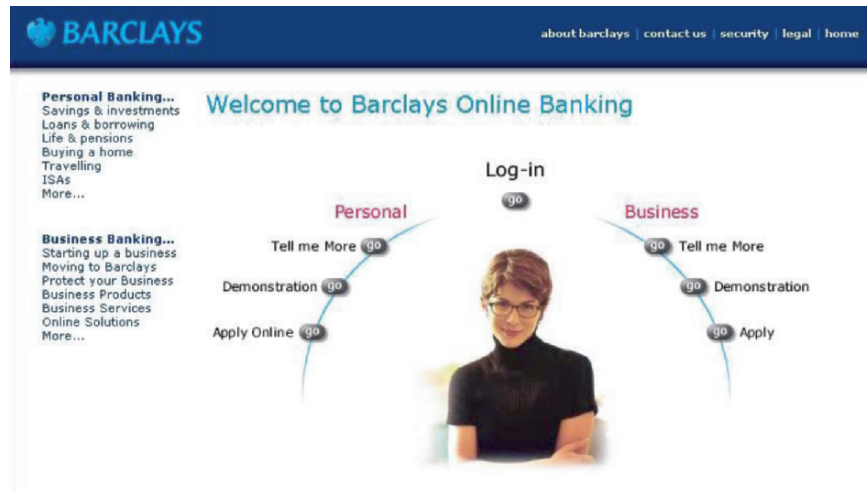 BARCLAYS
about barclays | contact us | security | legal | home
Personal Banking...
Savings & investments
Loans & borrowing
Life & pensions
Buying a home
Travelling
ISAs
More...
Business Banking...
Starting up a business
Moving to Barclays
Protect your Business
Business Products
Business Services
Online Solutions
More...
Welcome to Barclays Online Banking
Log-in
go
Personal
Tell me More go
Demonstration go
Apply Online go
Business
go Tell me More
go Demonstration
go Apply